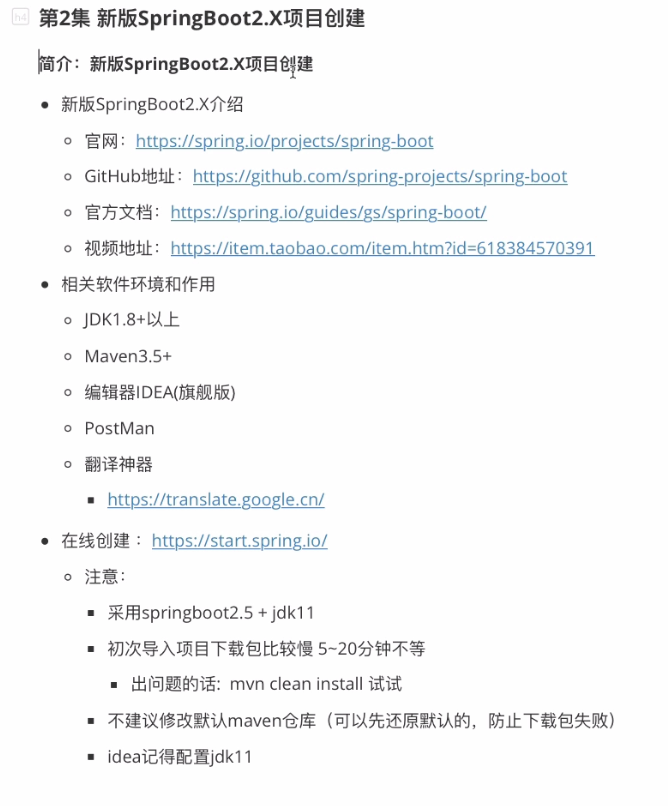 h4
第2集 新版SpringBoot2.X项目创建
简介：新版SpringBoot2.X项目创建
新版SpringBoot2.X介绍
官网：https://spring.io/projects/spring-boot
GitHub地址：https://github.com/spring-projects/spring-boot
官方文档：https://spring.io/guides/gs/spring-boot/
视频地址：https://item.taobao.com/item.htm?id=618384570391
相关软件环境和作用
JDK1.8+以上
Maven3.5+
编辑器IDEA(旗舰版)
PostMan
翻译神器
https://translate.google.cn/
在线创建：https://start.spring.io/
注意：
采用springboot2.5 + jdk11
初次导入项目下载包比较慢 5~20分钟不等
出问题的话：mvn clean install 试试
不建议修改默认maven仓库（可以先还原默认的，防止下载包失败）
idea记得配置jdk11